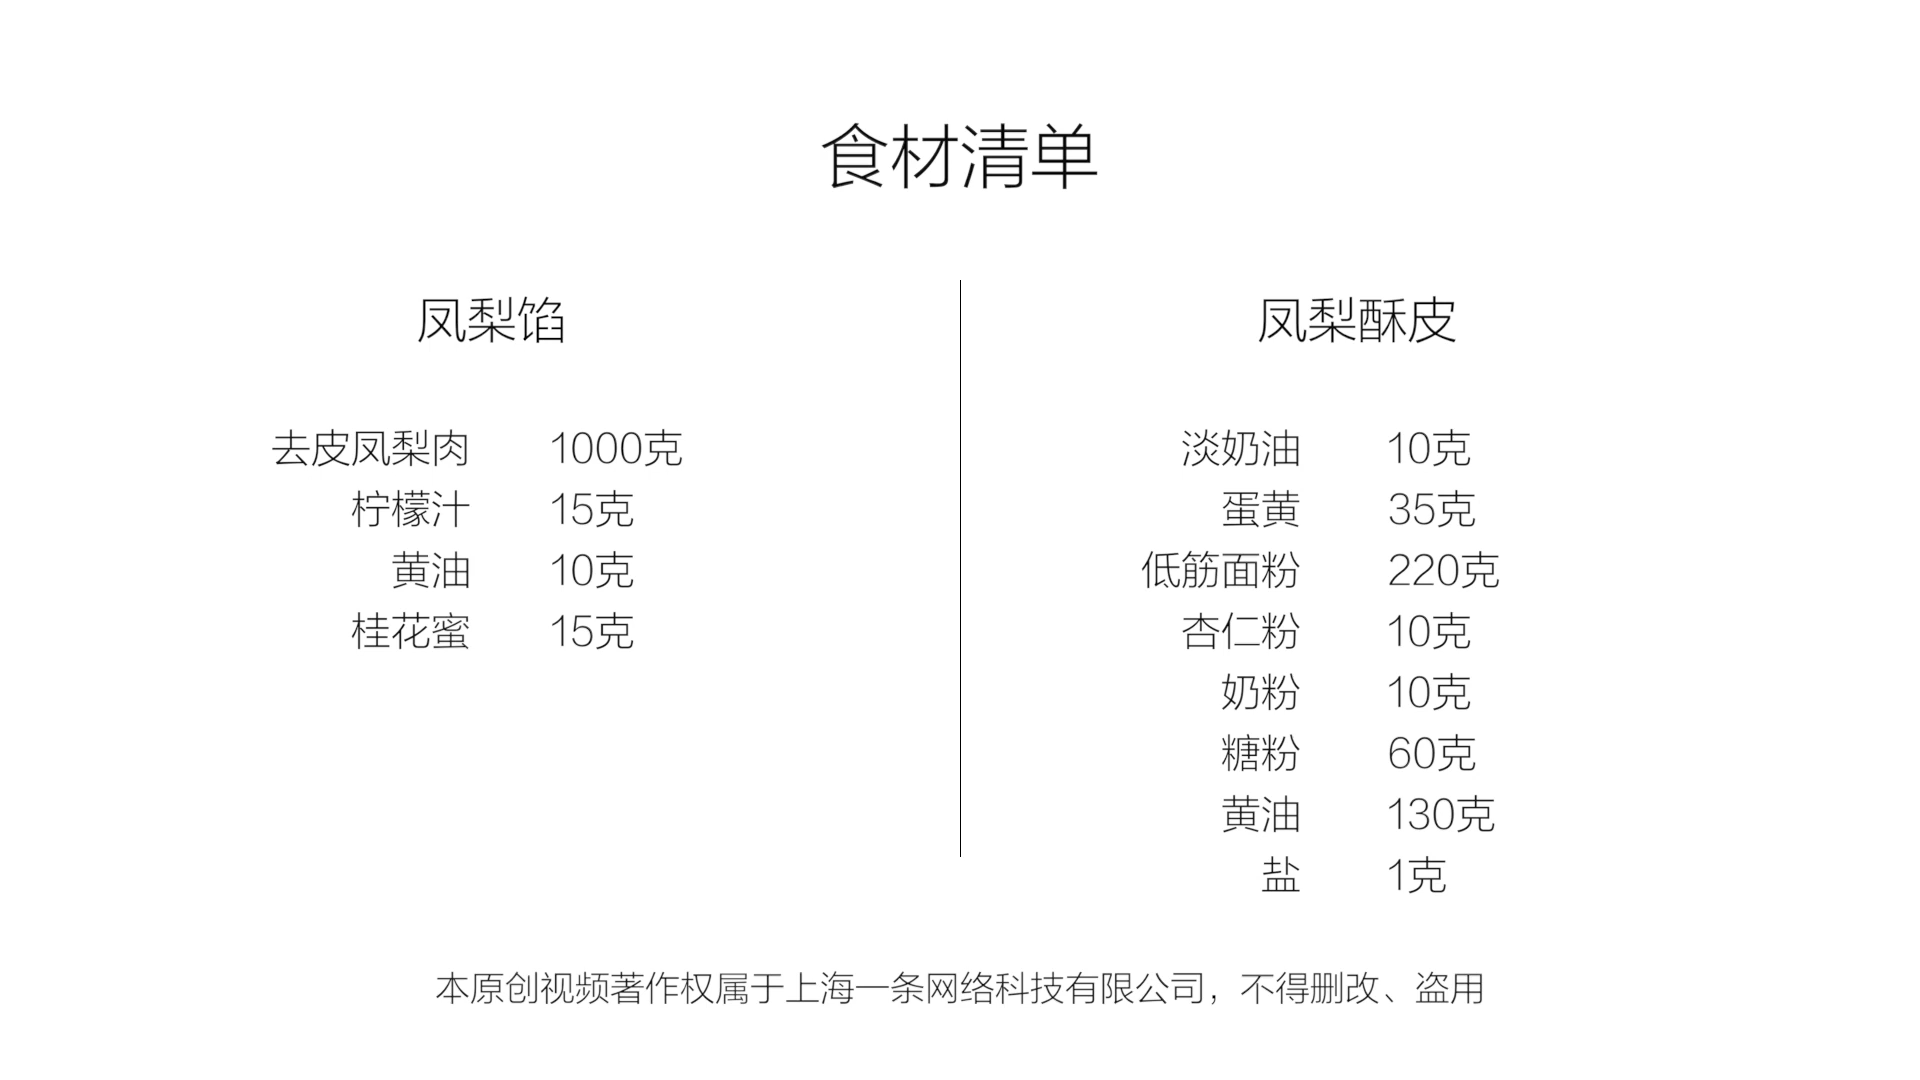 食材清单
凤梨馅
去皮凤梨肉 1000克
柠檬汁 15克
黄油 10克
桂花蜜 15克
凤梨酥皮
淡奶油 10克
蛋黄 35克
低筋面粉 220克
杏仁粉 10克
奶粉 10克
糖粉 60克
黄油 130克
盐 1克
本原创视频著作权属于上海一条网络科技有限公司，不得删改、盗用